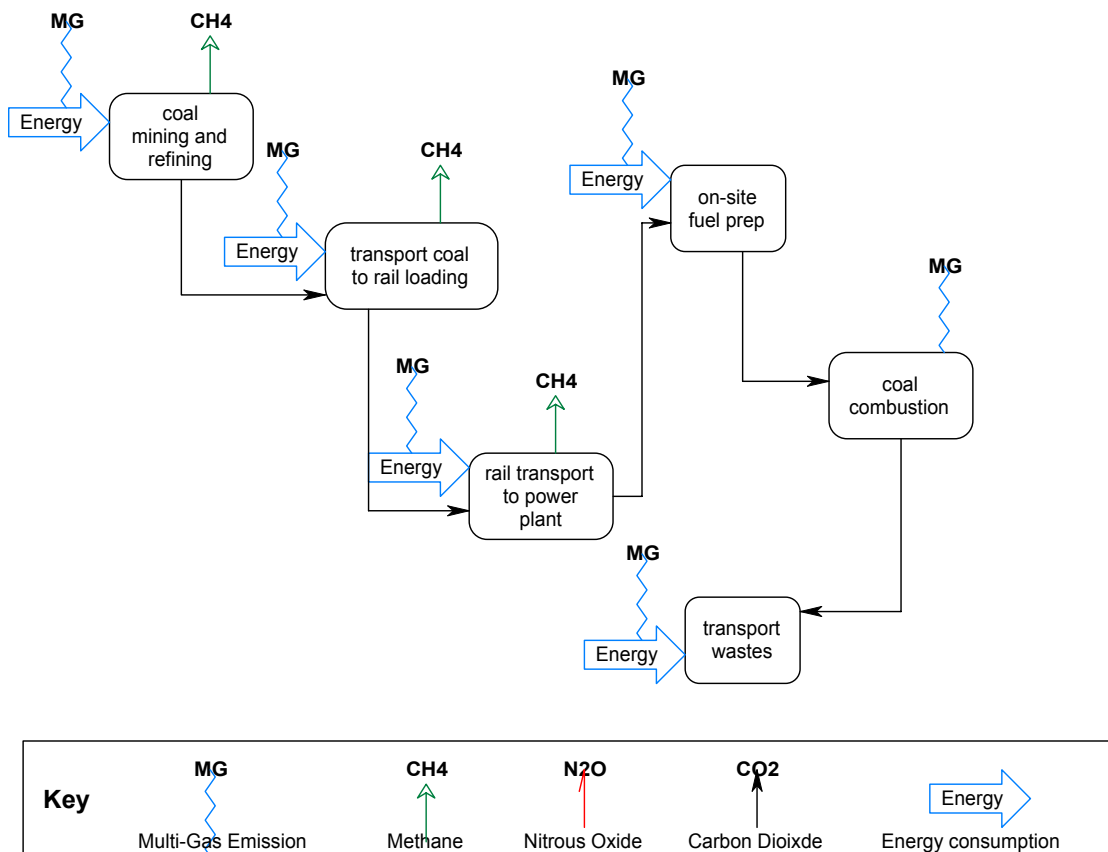 MG
CH4
Energy
coal
mining and
refining
MG
CH4
Energy
transport coal
to rail loading
MG
CH4
Energy
rail transport
to power
plant
MG
Energy
on-site
fuel prep
MG
coal
combustion
MG
Energy
transport
wastes
Key
MG
Multi-Gas Emission
CH4
Methane
N2O
Nitrous Oxide
CO2
Carbon Dioixde
Energy
Energy consumption